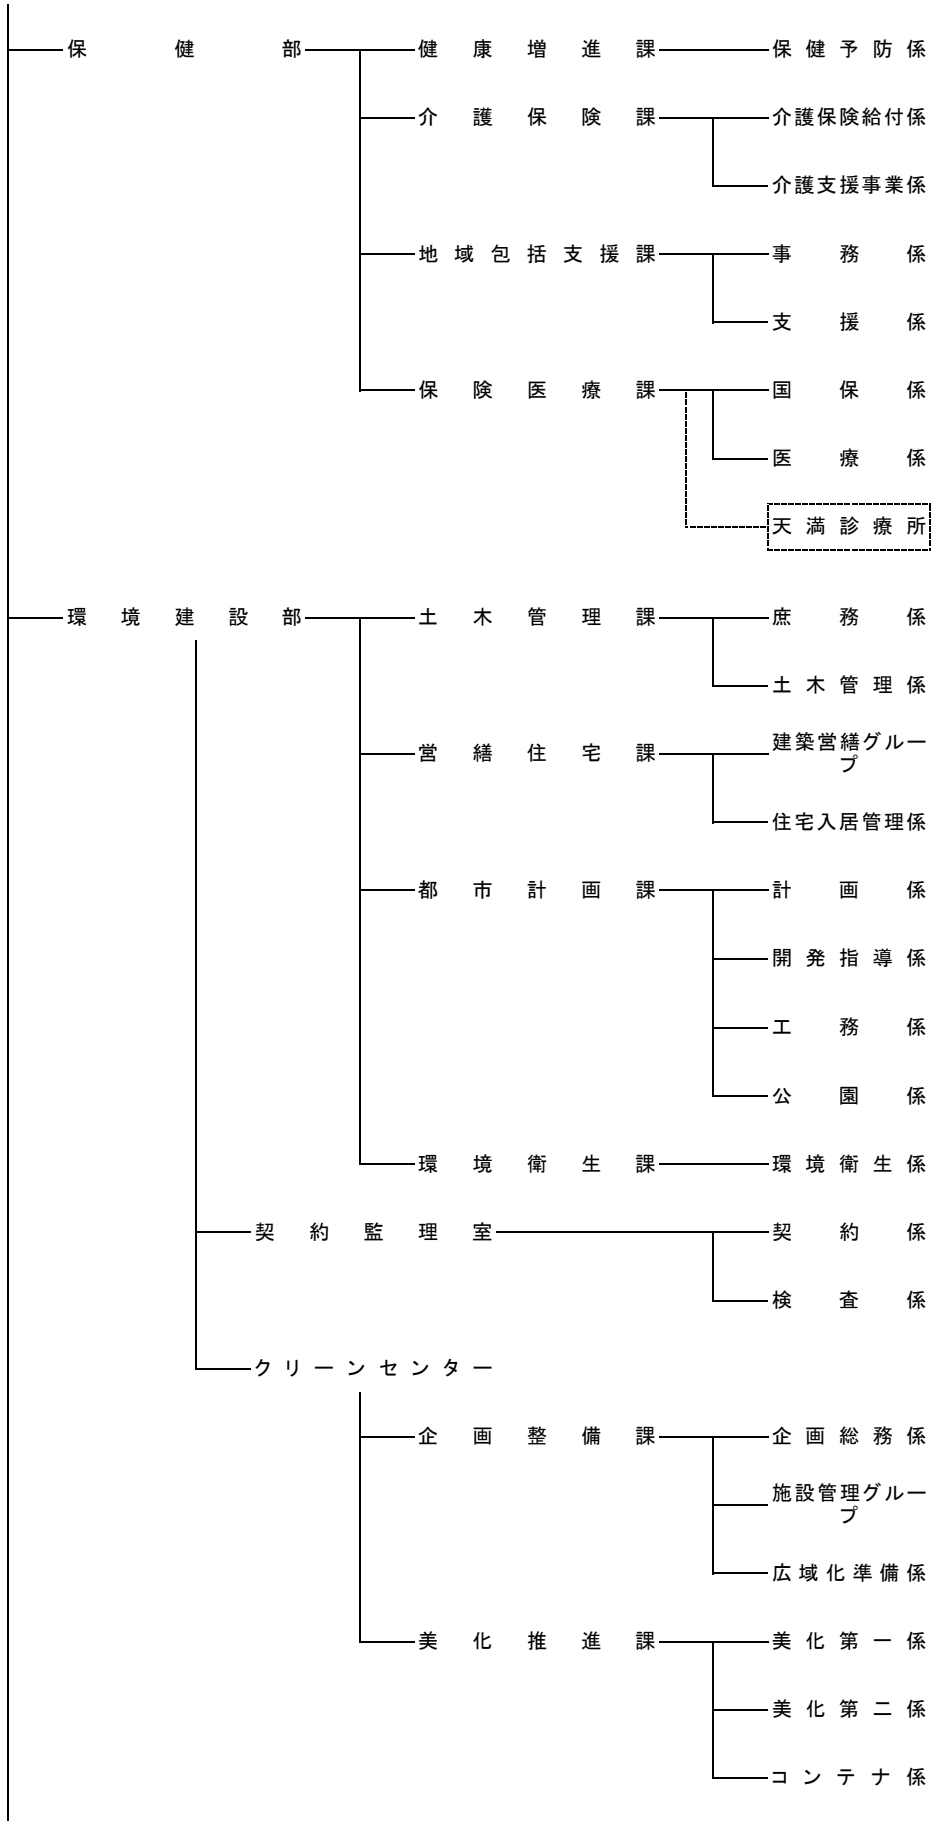 保健部 健康増進課 保健予防係
介護保険課 介護保険給付係
介護支援事業係
地域包括支援課 事務係
支援係
保険医療課 国保係
医療係
天満診療所
環境建設部 土木管理課 庶務係
土木管理係
営繕住宅課 建築営繕グルー
プ
住宅入居管理係
都市計画課 計画係
開発指導係
工務係
公園係
環境衛生課 環境衛生係
契約監理室 契約係
検査係
クリーンセンター
企画整備課 企画総務係
施設管理グルー
プ
広域化準備係
美化推進課 美化第一係
美化第二係
コンテナ係